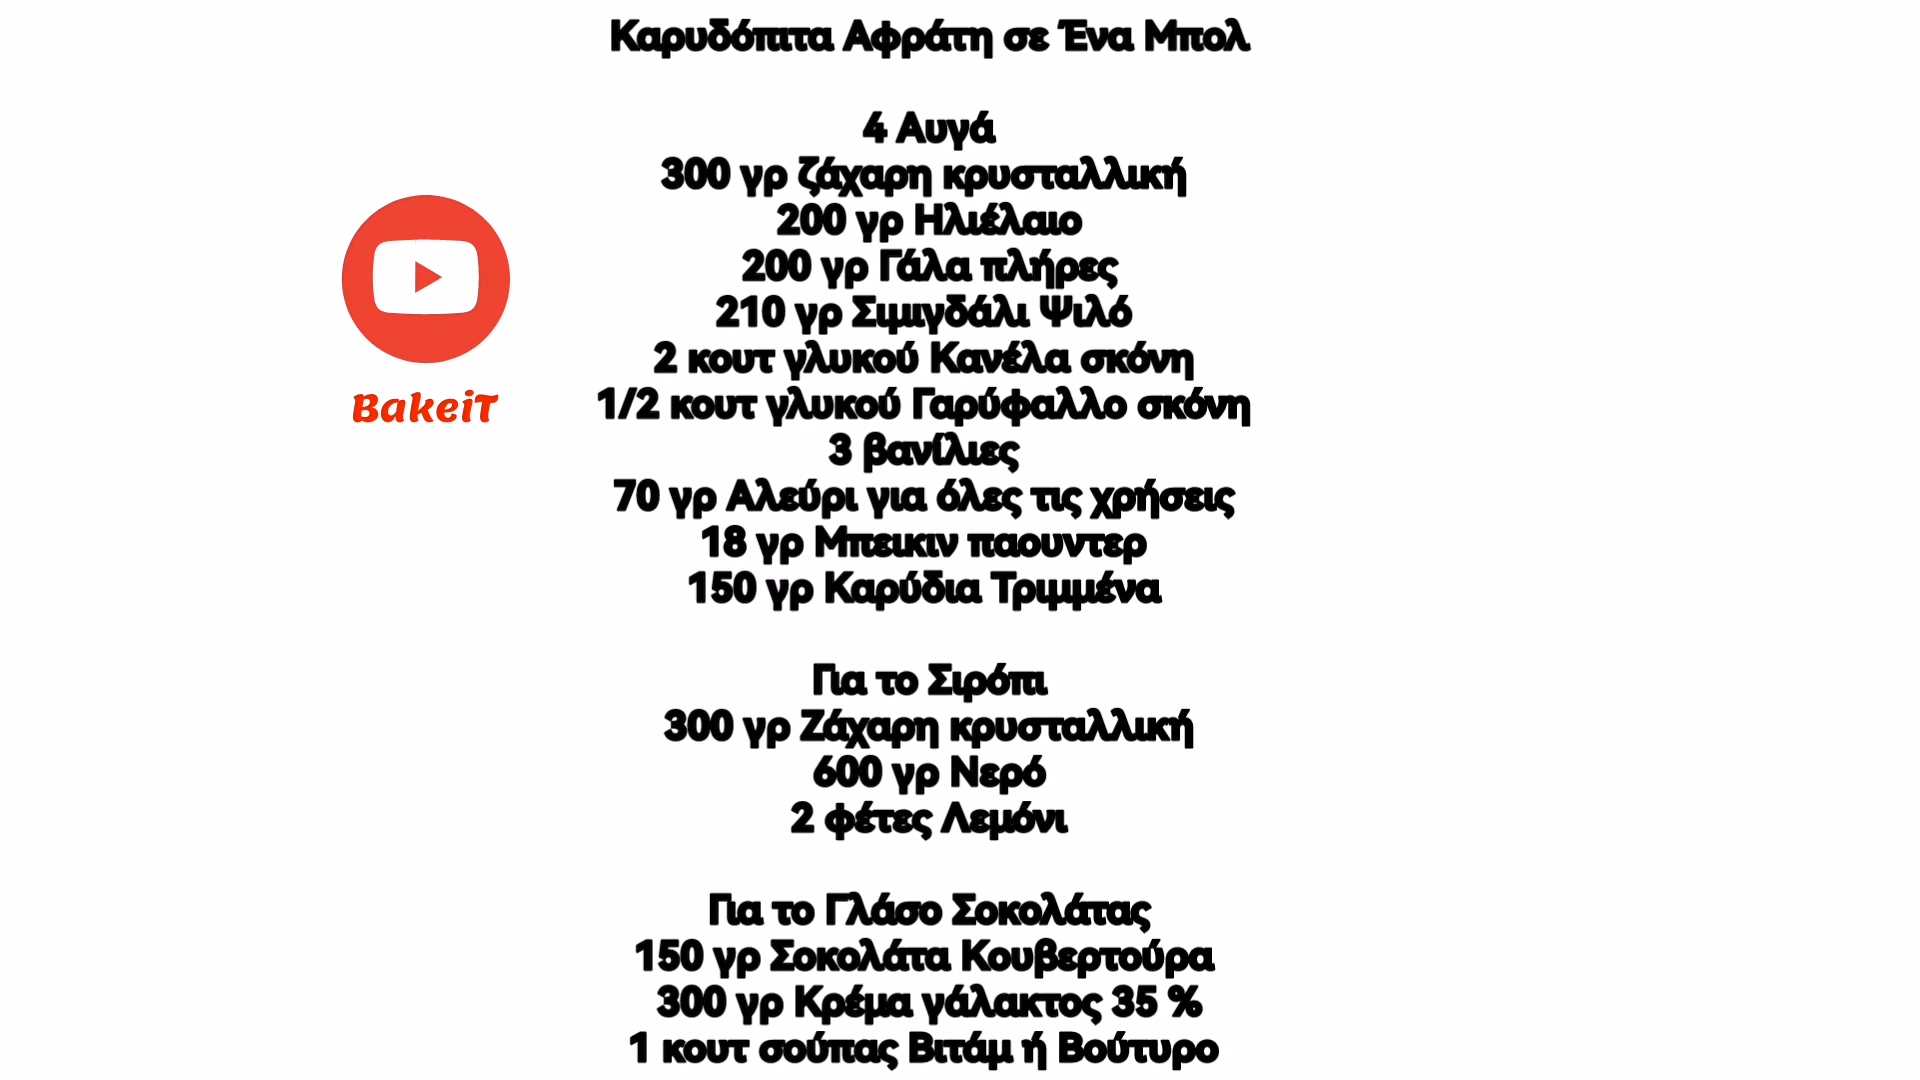 Καρυδόπιτα Αφράτη σε Ένα Μπολ
4 Αυγά
300 γρ ζάχαρη κρυσταλλική
200 γρ Ηλιέλαιο
200 γρ Γάλα πλήρες
210 γρ Σιμιγδάλι Ψιλό
2 κουτ γλυκού Κανέλα σκόνη
1/2 κουτ γλυκού Γαρύφαλλο σκόνη
3 βανίλιες
70 γρ Αλεύρι για όλες τις χρήσεις
18 γρ Μπεικιν παουντερ
150 γρ Καρύδια Τριμμένα
BakeiT
Για το Σιρόπι
300 γρ Ζάχαρη κρυσταλλική
600 γρ Νερό
2 φέτες Λεμόνι
Για το Γλάσο Σοκολάτας
150 γρ Σοκολάτα Κουβερτούρα
300 γρ Κρέμα γάλακτος 35 %
1 κουτ σούπας Βιτάμ ή Βούτυρο